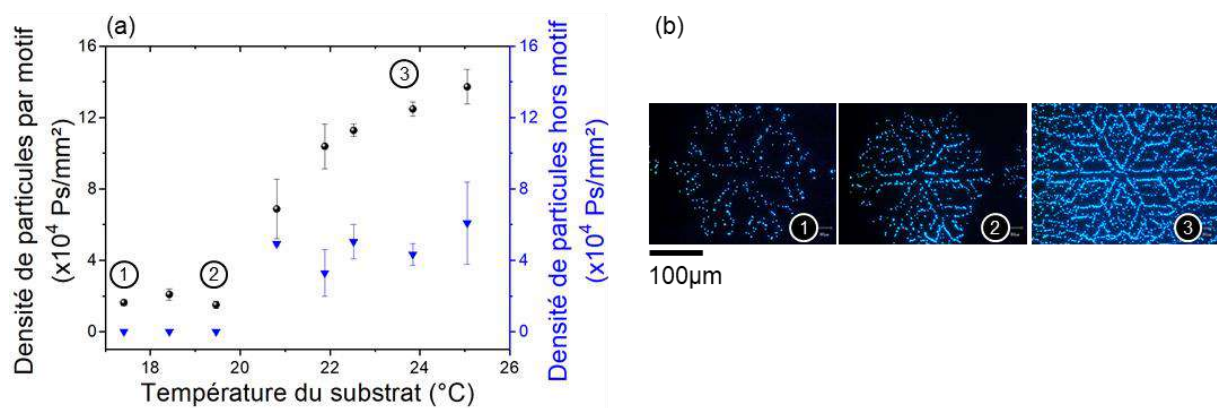 (a)
Densité de particules par motif
(x10⁴ Ps/mm²)
16
12
8
4
0
1
2
3
18
20
22
24
26
Température du substrat (°C)
16
12
8
4
0
Densité de particules hors motif
(x10⁴ Ps/mm²)
(b)
1
2
3
100µm